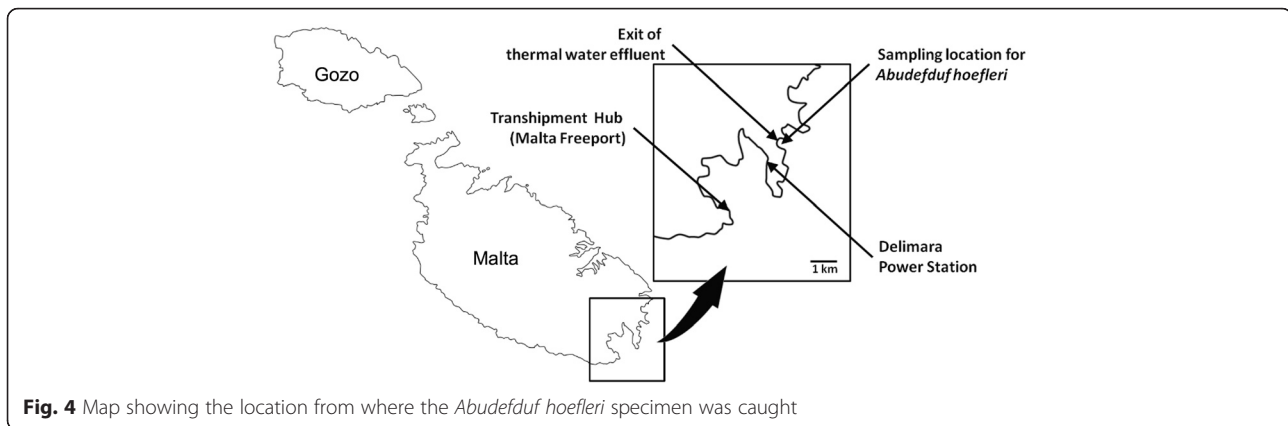 Exit of
thermal water effluent
Sampling location for
Abudefduf hoefleri
Gozo
Transhipment Hub
(Malta Freeport)
Malta
Delimara
Power Station
1 km
Fig. 4 Map showing the location from where the Abudefduf hoefleri specimen was caught